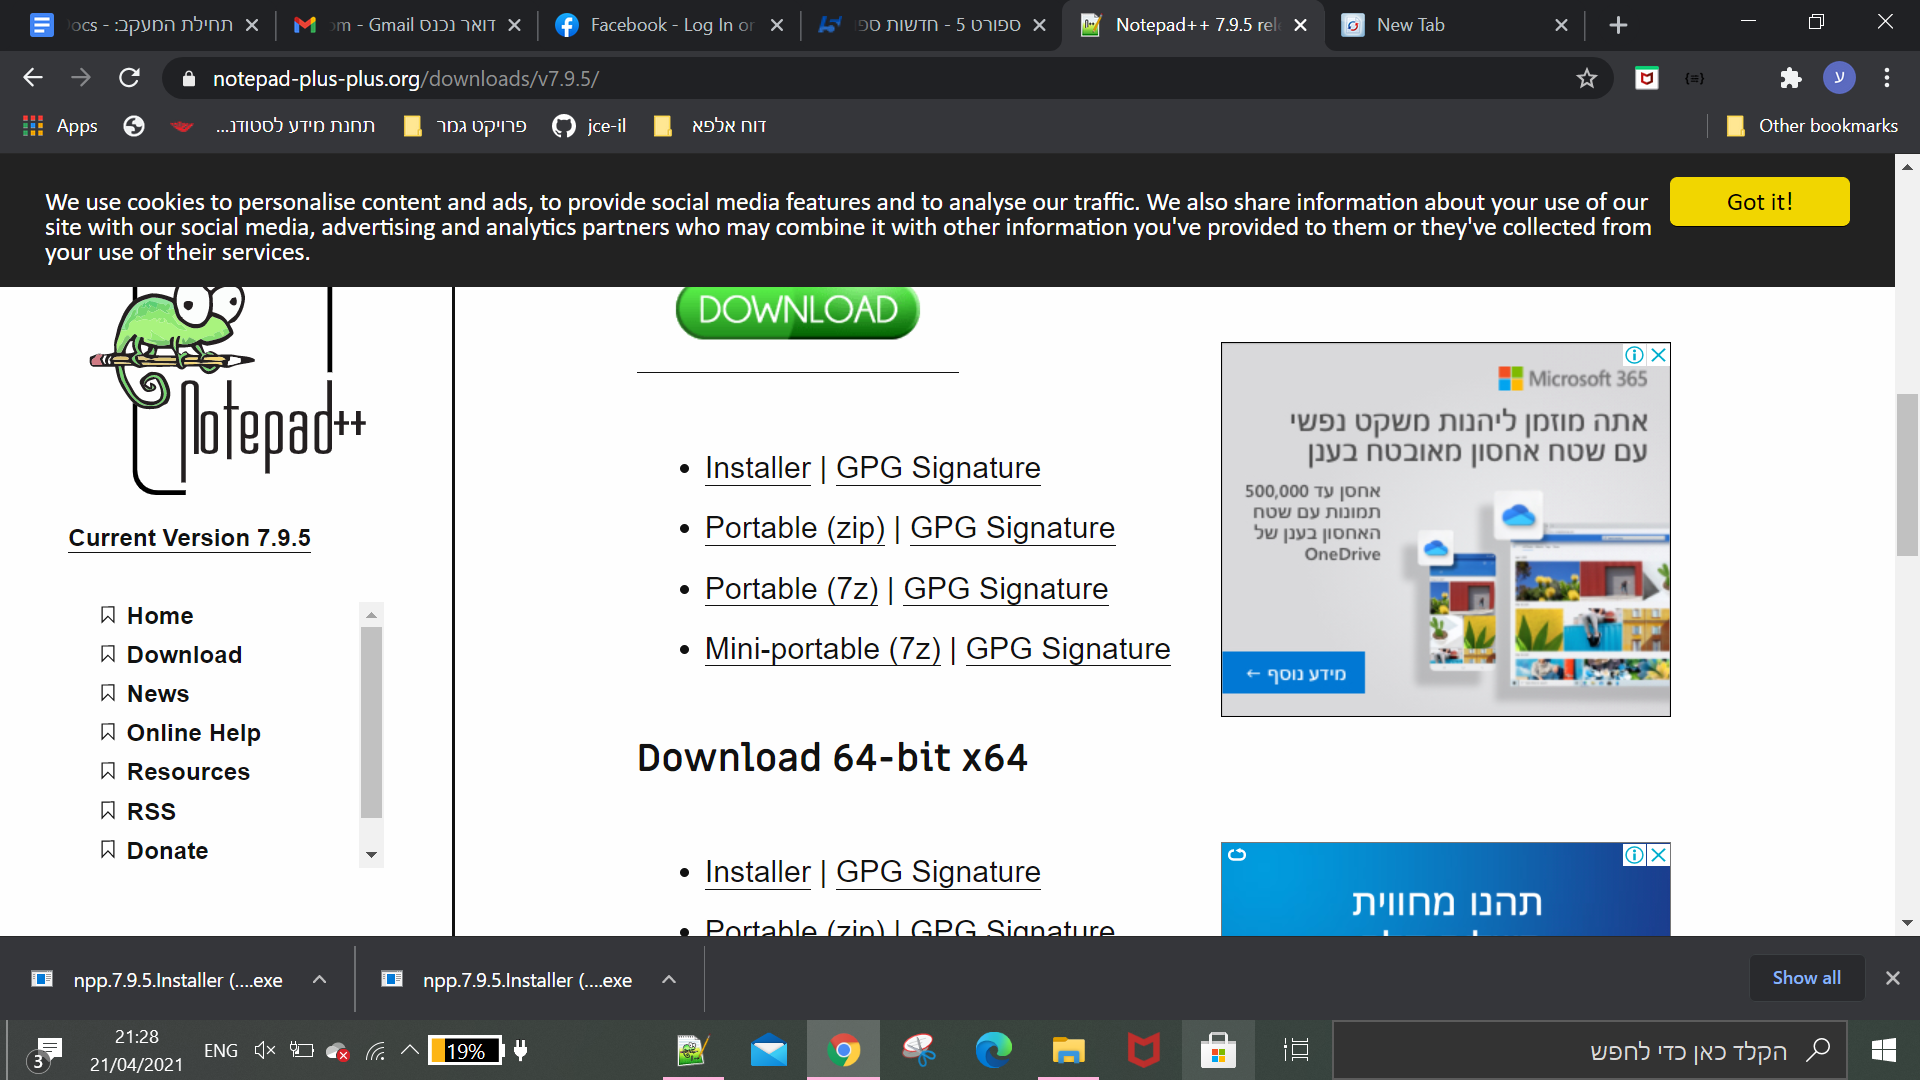 תחילת המעקב: - Docs
דואר נכנס - Gmail
Facebook - Log In or
ספורט 5 - חדשות ספו
Notepad++ 7.9.5 rele
New Tab
notepad-plus-plus.org/downloads/v7.9.5/
Apps
תחנת מידע לסטודנ...
פרויקט גמר
jce-il
דוח אלפא
Other bookmarks
We use cookies to personalise content and ads, to provide social media features and to analyse our traffic. We also share information about your use of our
site with our social media, advertising and analytics partners who may combine it with other information you've provided to them or they've collected from
your use of their services.
Got it!
Notepad++
Current Version 7.9.5
Home
Download
News
Online Help
Resources
RSS
Donate
DOWNLOAD
Installer | GPG Signature
Portable (zip) | GPG Signature
Portable (7z) | GPG Signature
Mini-portable (7z) | GPG Signature
Download 64-bit x64
Installer | GPG Signature
Portable (zip) | GPG Signature
Microsoft 365
אתה מוזמן ליהנות משקט נפשי
עם שטח אחסון מאובטח בענן
אחסן עד 500,000
תמונות עם שטח
האחסון בענן של
OneDrive
מידע נוסף ←
תהנו מחווית
npp.7.9.5.Installer (....exe
npp.7.9.5.Installer (....exe
Show all
3
21:28
21/04/2021
ENG
19%
הקלד כאן כדי לחפש